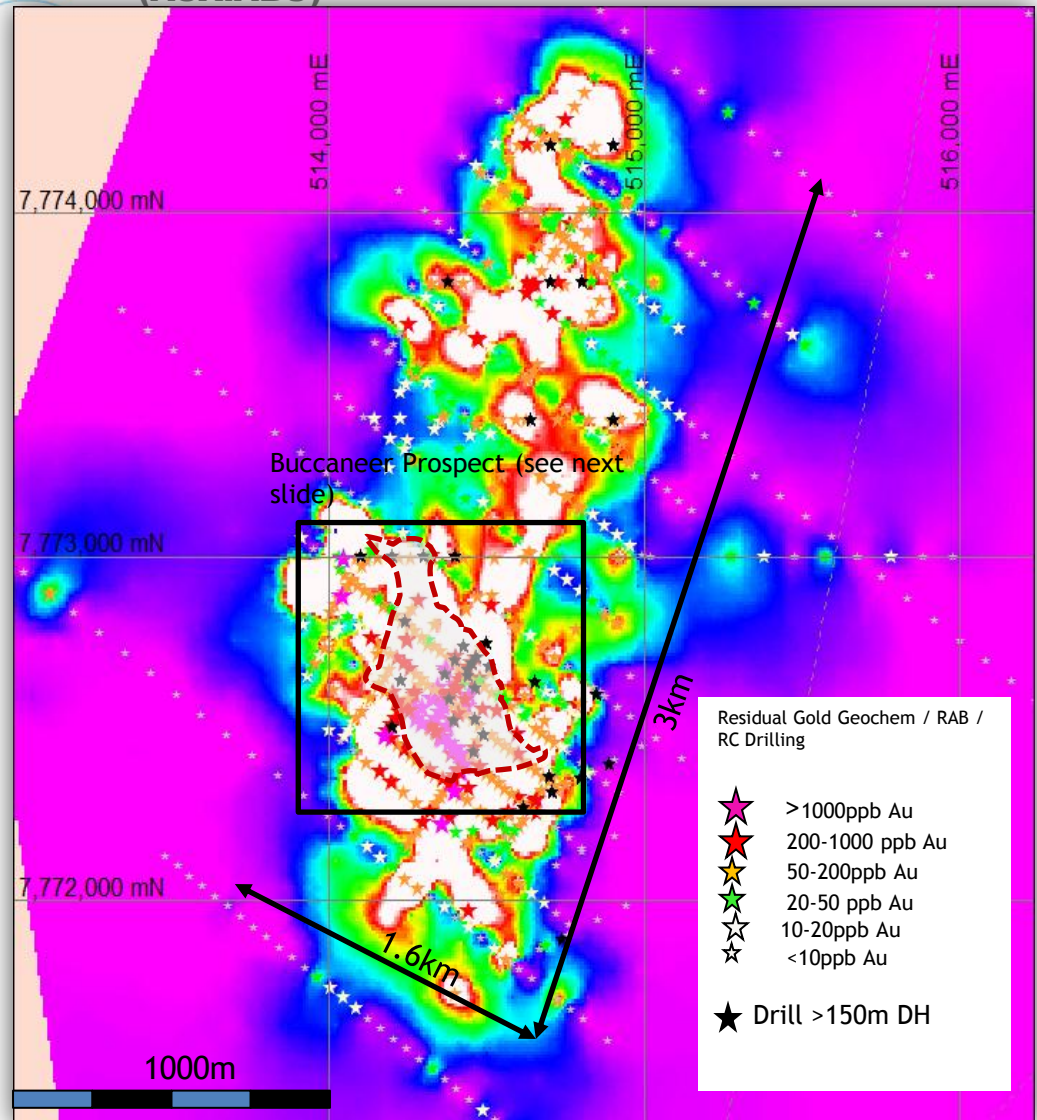 514,000 mE
515,000 mE
516,000 mE
7,774,000 mN
Buccaneer Prospect (see next
slide)
7,773,000 mN
3km
Residual Gold Geochem / RAB /
RC Drilling
>1000ppb Au
200-1000 ppb Au
50-200ppb Au
20-50 ppb Au
10-20ppb Au
<10ppb Au
Drill >150m DH
7,772,000 mN
1.6km
1000m